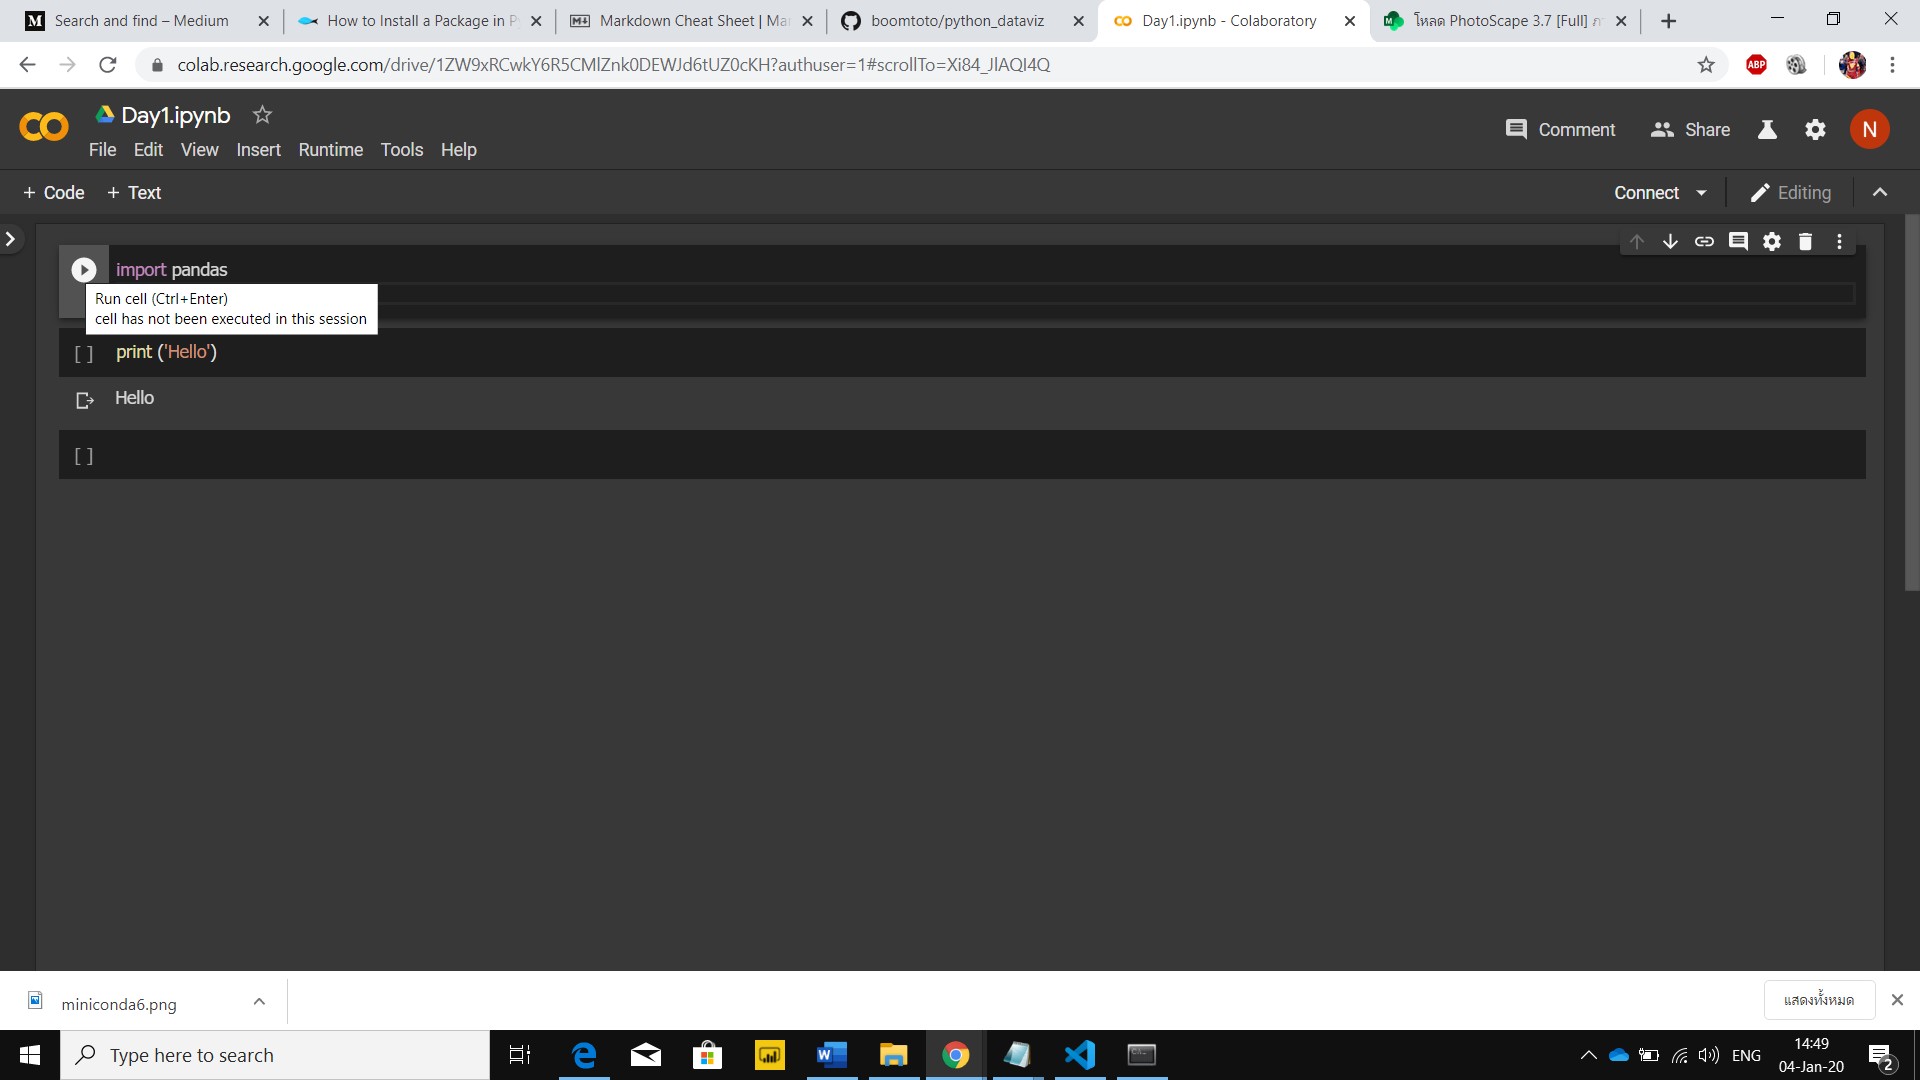 Search and find – Medium
How to Install a Package in P
Markdown Cheat Sheet | Ma
boomtoto/python_dataviz
Day1.ipynb - Colaboratory
โหลด PhotoScape 3.7 [Full] ภ
colab.research.google.com/drive/1ZW9xRCwkY6R5CMlZnk0DEWJd6tUZ0cKH?authuser=1#scrollTo=Xi84_JlAQI4Q
ABP
Day1.ipynb
Comment
Share
N
File Edit View Insert Runtime Tools Help
+ Code + Text
Connect
Editing
import pandas
Run cell (Ctrl+Enter)
cell has not been executed in this session
[ ] print ('Hello')
Hello
[ ]
miniconda6.png
แสดงทั้งหมด
Type here to search
ENG
14:49
04-Jan-20
2